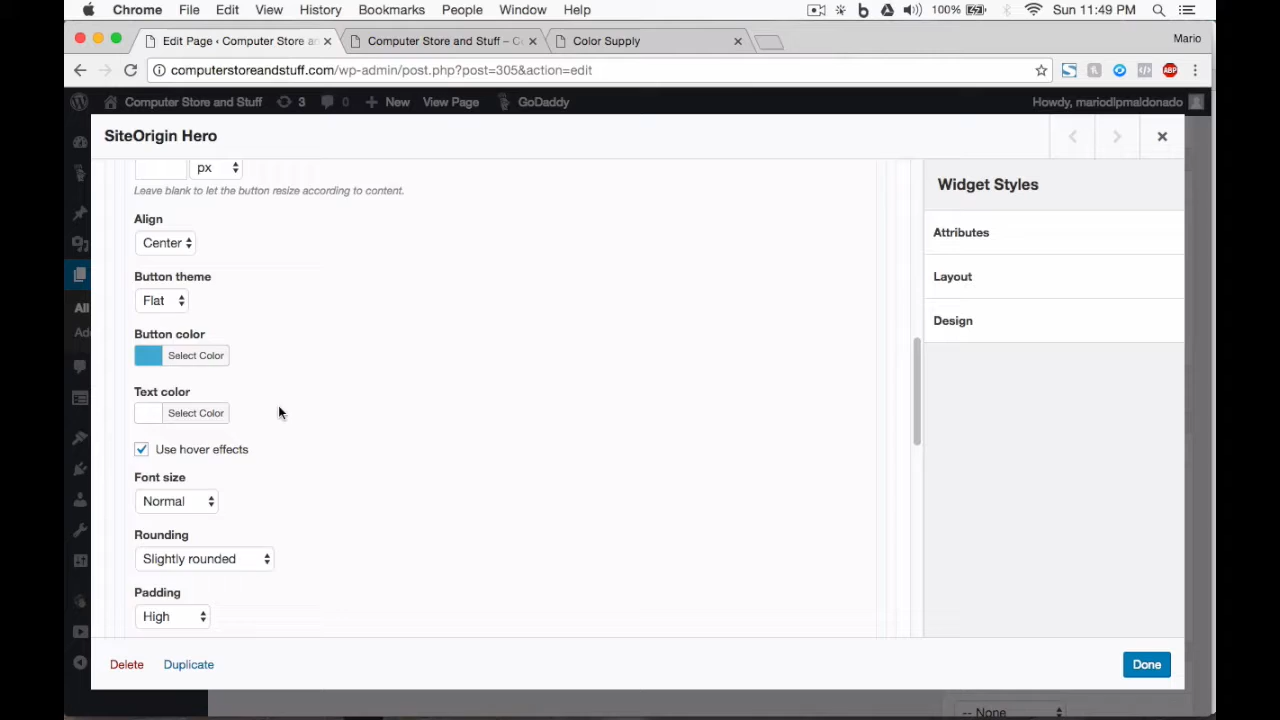 Chrome File Edit View History Bookmarks People Window Help 100% Sun 11:49 PM
Edit Page ‹ Computer Store an
Computer Store and Stuff – Co
Color Supply
Mario
computerstoreandstuff.com/wp-admin/post.php?post=305&action=edit
ABP
Computer Store and Stuff 3 0 New View Page GoDaddy Howdy, mariodlpmaldonado
SiteOrigin Hero
px
Leave blank to let the button resize according to content.
Align
Center
Button theme
Flat
Button color
Select Color
Text color
Select Color
Use hover effects
Font size
Normal
Rounding
Slightly rounded
Padding
High
Widget Styles
Attributes
Layout
Design
All
Delete Duplicate Done
-- None